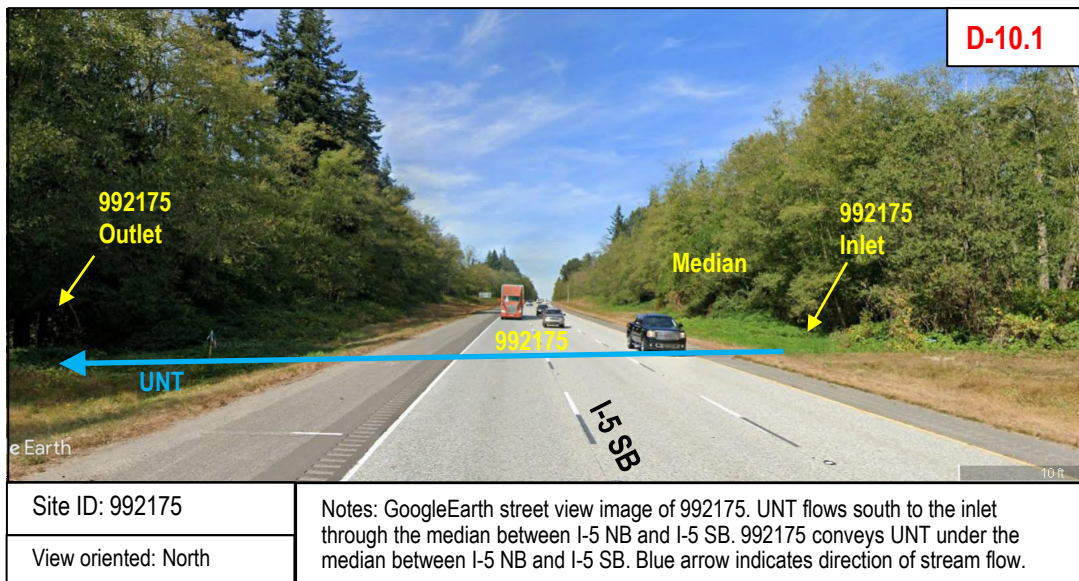 D-10.1
992175
Outlet
992175
Inlet
Median
992175
UNT
I-5 SB
e Earth
10 ft
Site ID: 992175
View oriented: North
Notes: GoogleEarth street view image of 992175. UNT flows south to the inlet
through the median between I-5 NB and I-5 SB. 992175 conveys UNT under the
median between I-5 NB and I-5 SB. Blue arrow indicates direction of stream flow.